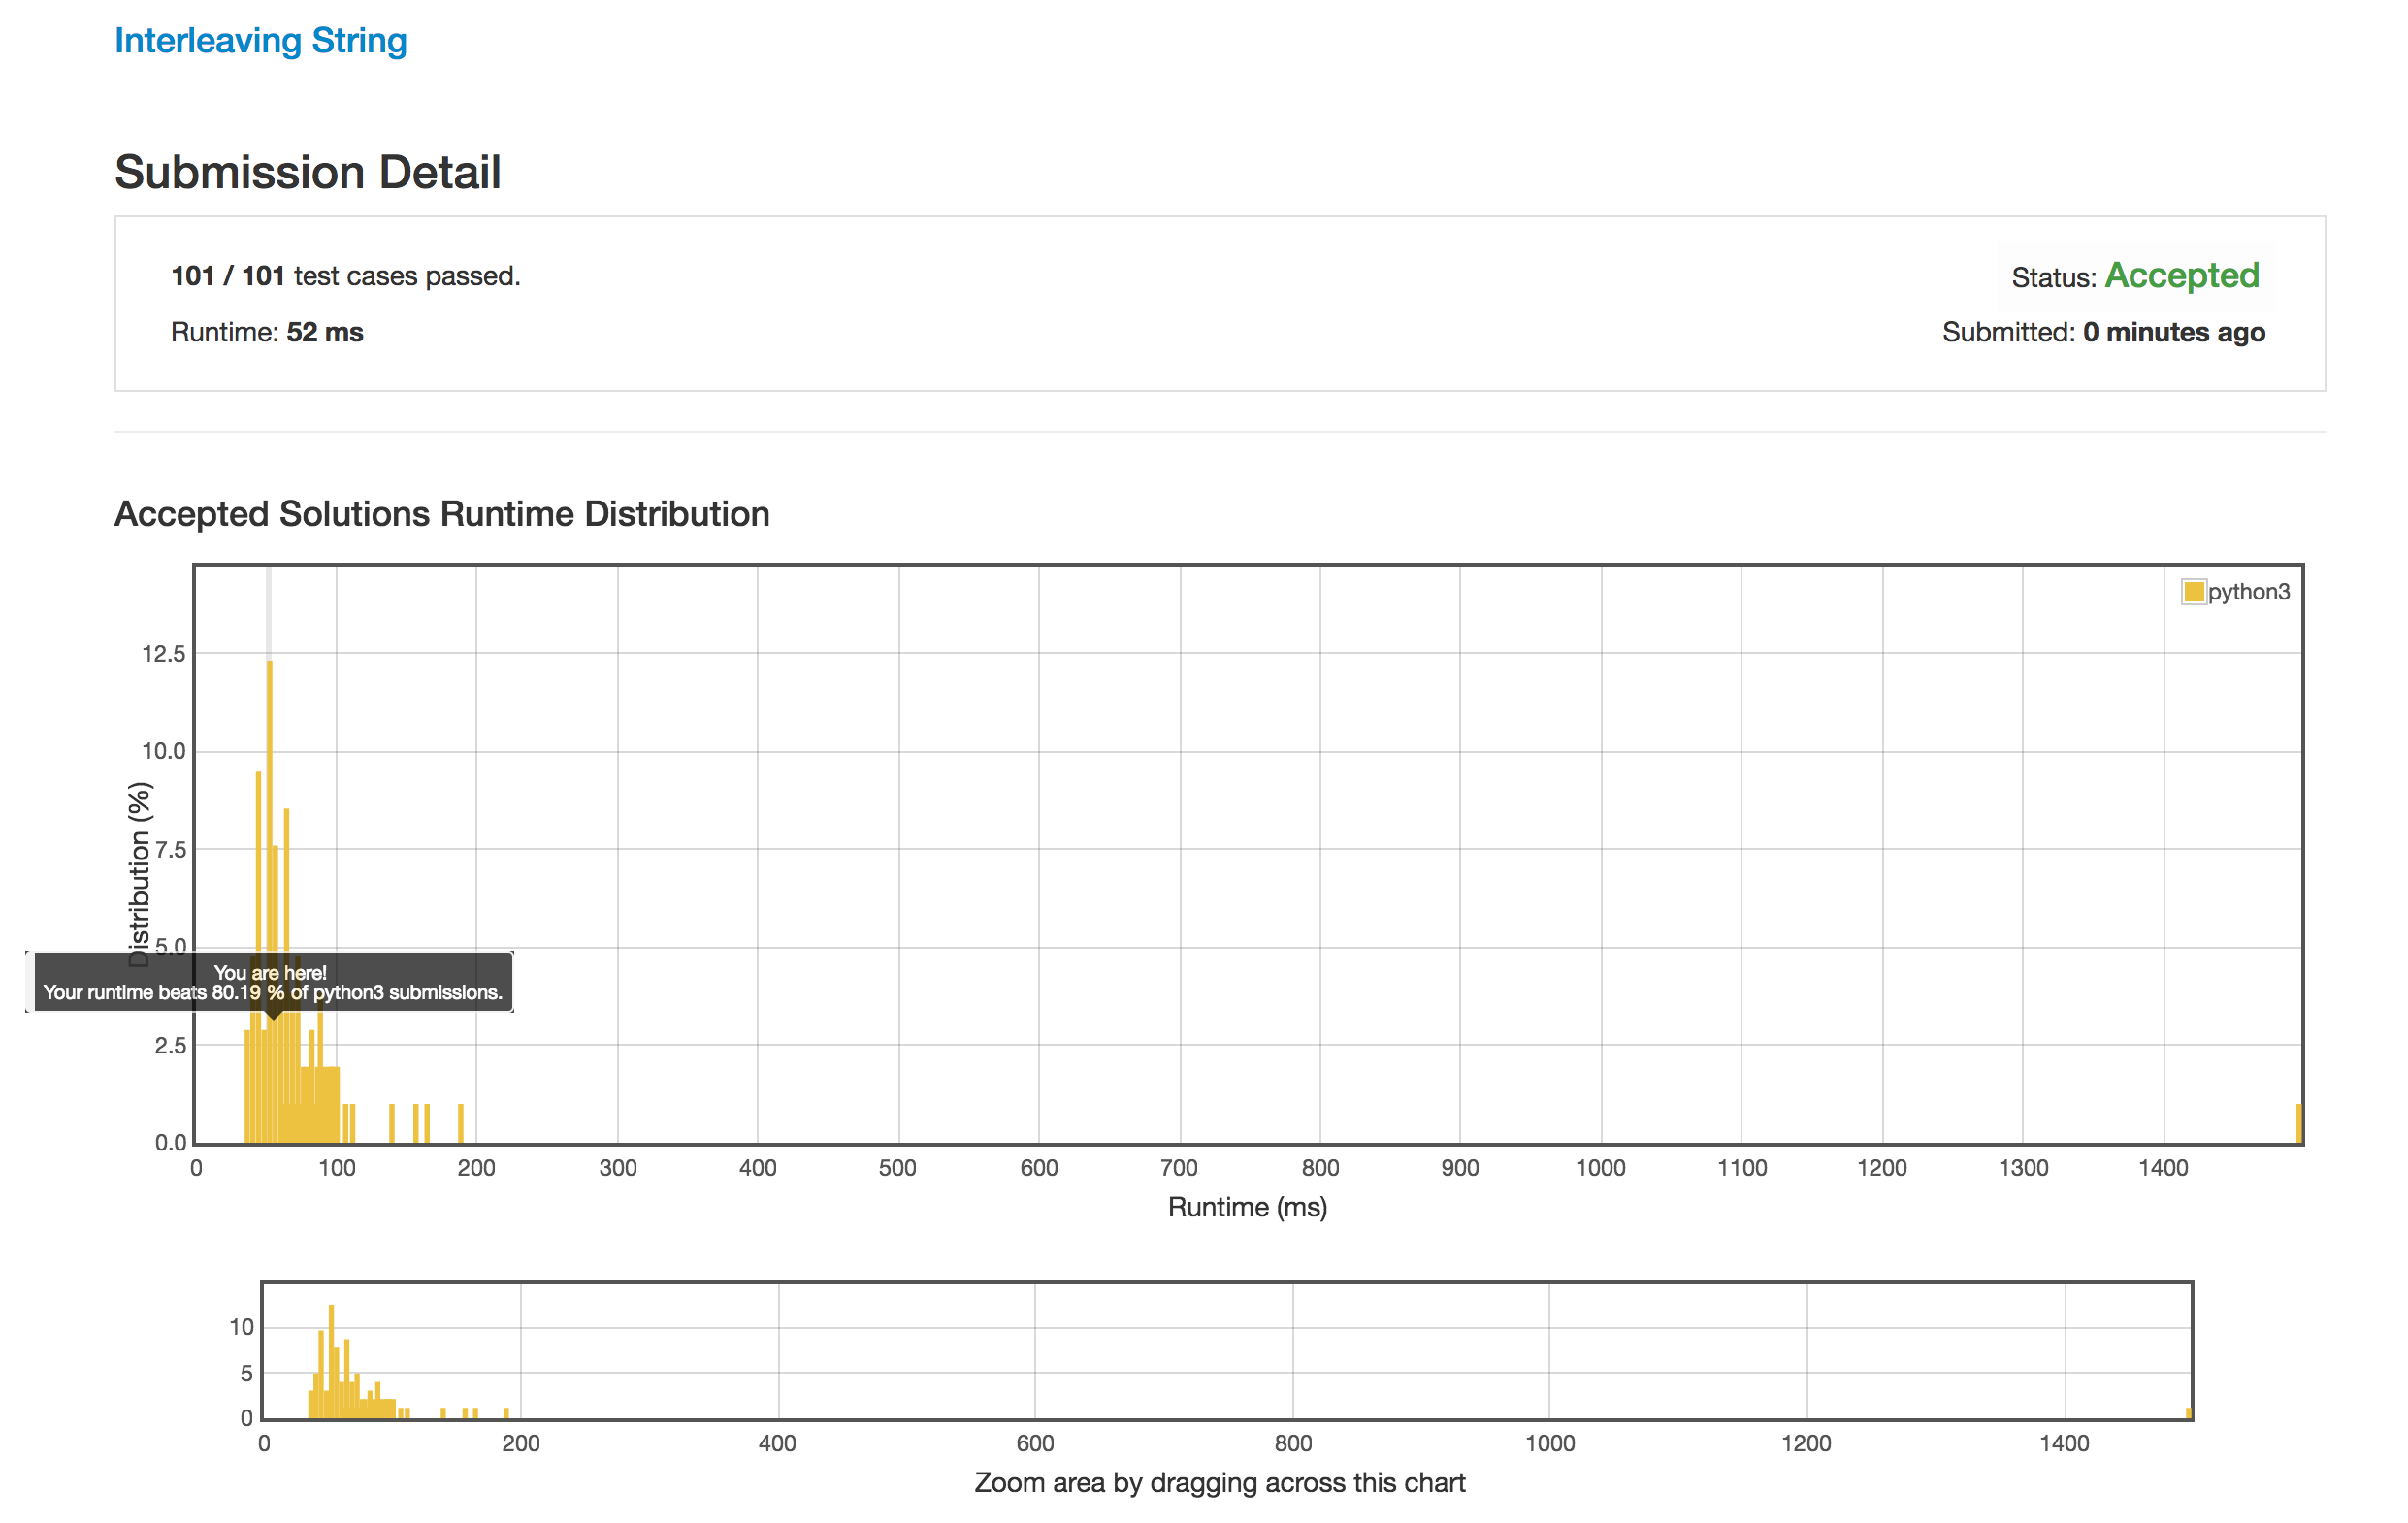 Interleaving String
Submission Detail
101 / 101 test cases passed.
Status: Accepted
Runtime: 52 ms
Submitted: 0 minutes ago
Accepted Solutions Runtime Distribution
python3
12.5
10.0
7.5
5.0
2.5
0.0
Distribution (%)
You are here!
Your runtime beats 80.19 % of python3 submissions.
0 100 200 300 400 500 600 700 800 900 1000 1100 1200 1300 1400
Runtime (ms)
10
5
0
0 200 400 600 800 1000 1200 1400
Zoom area by dragging across this chart